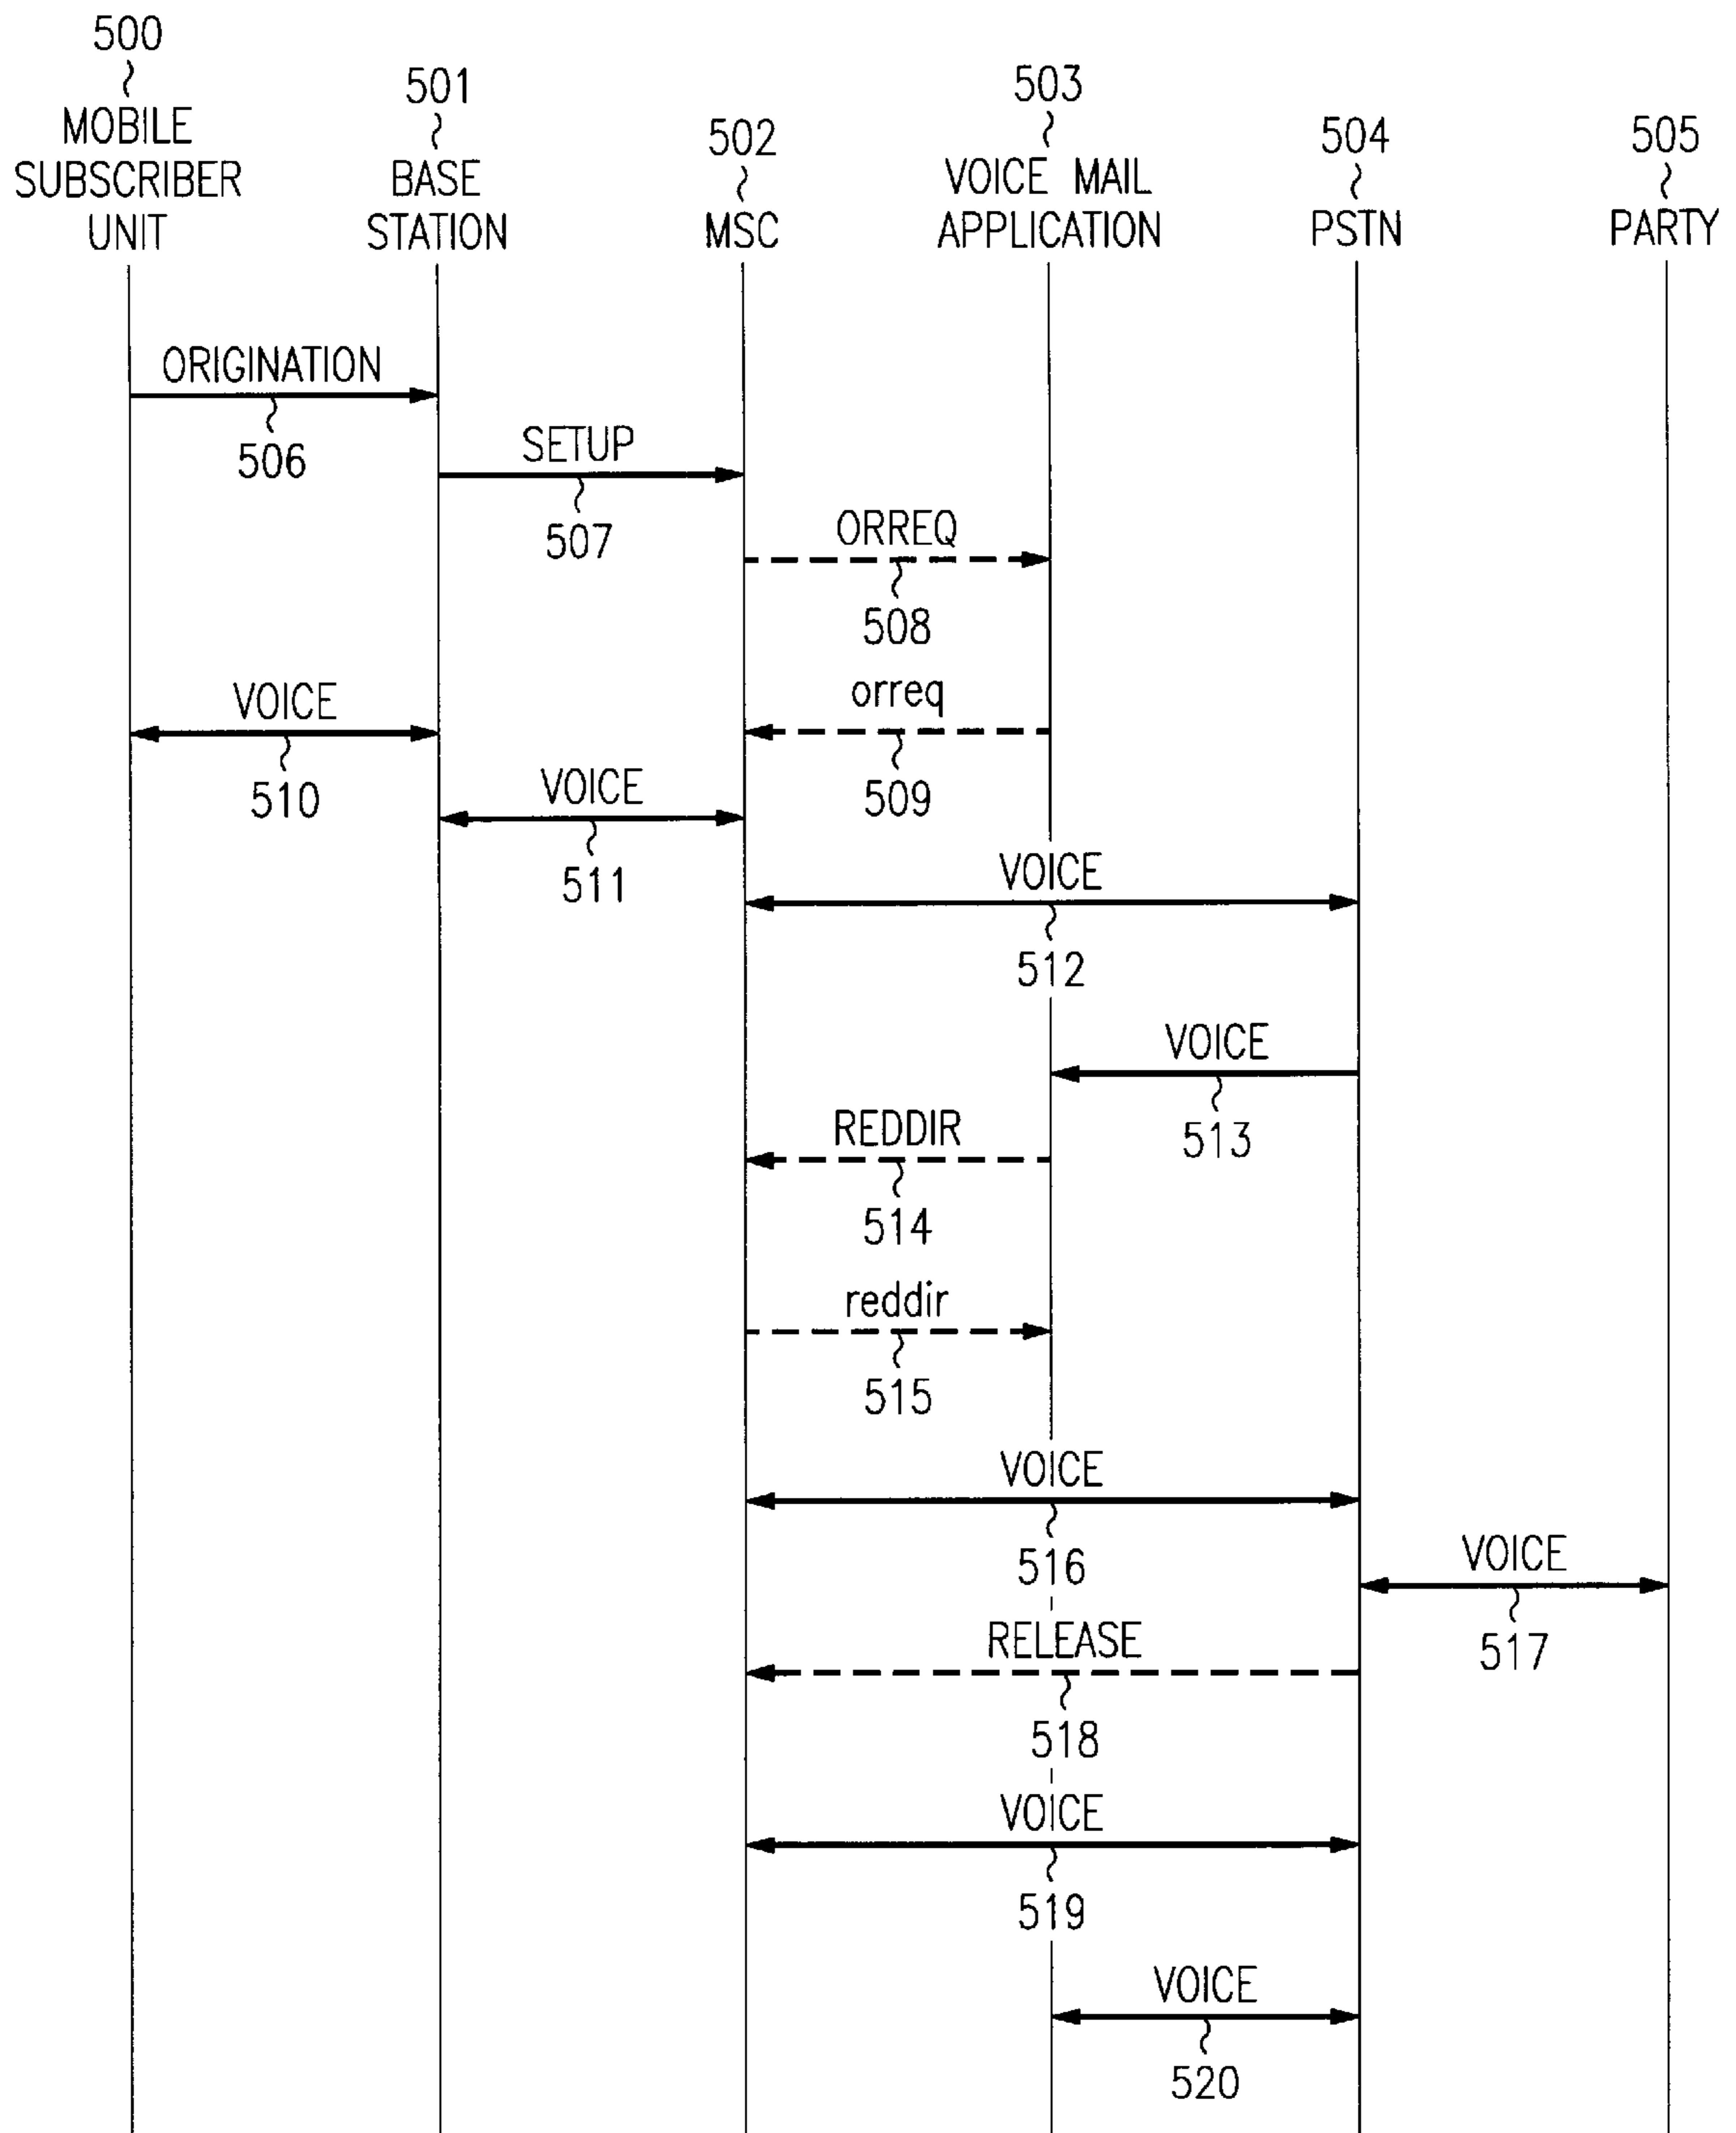 500
MOBILE
SUBSCRIBER
UNIT
501
BASE
STATION
502
MSC
503
VOICE MAIL
APPLICATION
504
PSTN
505
PARTY
ORIGINATION
506
SETUP
507
ORREQ
508
orreq
509
VOICE
510
VOICE
511
VOICE
512
VOICE
513
REDDIR
514
reddir
515
VOICE
516
VOICE
517
RELEASE
518
VOICE
519
VOICE
520